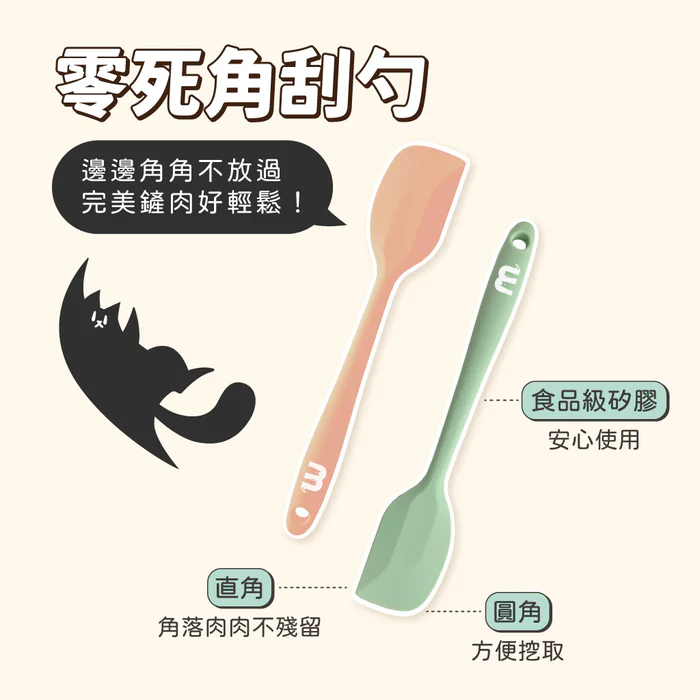 零死角刮勺
邊邊角角不放過
完美鏟肉好輕鬆！
食品級矽膠
安心使用
直角
角落肉肉不殘留
圓角
方便挖取